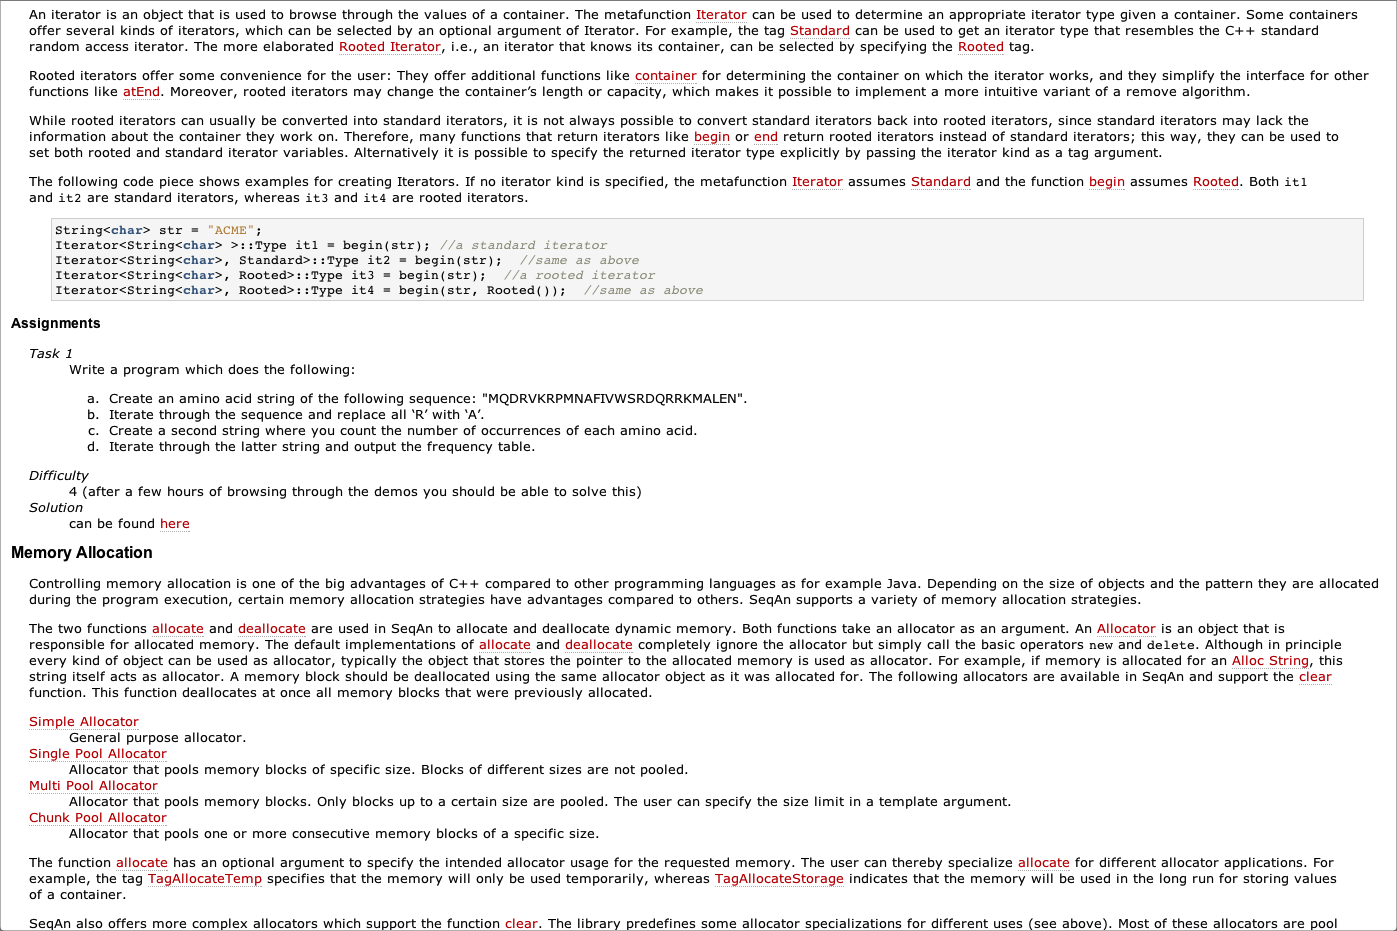 An iterator is an object that is used to browse through the values of a container. The metafunction Iterator can be used to determine an appropriate iterator type given a container. Some containers
offer several kinds of iterators, which can be selected by an optional argument of Iterator. For example, the tag Standard can be used to get an iterator type that resembles the C++ standard
random access iterator. The more elaborated Rooted Iterator, i.e., an iterator that knows its container, can be selected by specifying the Rooted tag.
Rooted iterators offer some convenience for the user: They offer additional functions like container for determining the container on which the iterator works, and they simplify the interface for other
functions like atEnd. Moreover, rooted iterators may change the container’s length or capacity, which makes it possible to implement a more intuitive variant of a remove algorithm.
While rooted iterators can usually be converted into standard iterators, it is not always possible to convert standard iterators back into rooted iterators, since standard iterators may lack the
information about the container they work on. Therefore, many functions that return iterators like begin or end return rooted iterators instead of standard iterators; this way, they can be used to
set both rooted and standard iterator variables. Alternatively it is possible to specify the returned iterator type explicitly by passing the iterator kind as a tag argument.
The following code piece shows examples for creating Iterators. If no iterator kind is specified, the metafunction Iterator assumes Standard and the function begin assumes Rooted. Both it1
and it2 are standard iterators, whereas it3 and it4 are rooted iterators.
String<char> str = "ACME";
Iterator<String<char> >::Type it1 = begin(str); //a standard iterator
Iterator<String<char>, Standard>::Type it2 = begin(str);  //same as above
Iterator<String<char>, Rooted>::Type it3 = begin(str);  //a rooted iterator
Iterator<String<char>, Rooted>::Type it4 = begin(str, Rooted());  //same as above
Assignments
Task 1
Write a program which does the following:
a. Create an amino acid string of the following sequence: "MQDRVKRPMNAFIVWSRDQRRKMALEN".
b. Iterate through the sequence and replace all ‘R’ with ‘A’.
c. Create a second string where you count the number of occurrences of each amino acid.
d. Iterate through the latter string and output the frequency table.
Difficulty
4 (after a few hours of browsing through the demos you should be able to solve this)
Solution
can be found here
Memory Allocation
Controlling memory allocation is one of the big advantages of C++ compared to other programming languages as for example Java. Depending on the size of objects and the pattern they are allocated
during the program execution, certain memory allocation strategies have advantages compared to others. SeqAn supports a variety of memory allocation strategies.
The two functions allocate and deallocate are used in SeqAn to allocate and deallocate dynamic memory. Both functions take an allocator as an argument. An Allocator is an object that is
responsible for allocated memory. The default implementations of allocate and deallocate completely ignore the allocator but simply call the basic operators new and delete. Although in principle
every kind of object can be used as allocator, typically the object that stores the pointer to the allocated memory is used as allocator. For example, if memory is allocated for an Alloc String, this
string itself acts as allocator. A memory block should be deallocated using the same allocator object as it was allocated for. The following allocators are available in SeqAn and support the clear
function. This function deallocates at once all memory blocks that were previously allocated.
Simple Allocator
General purpose allocator.
Single Pool Allocator
Allocator that pools memory blocks of specific size. Blocks of different sizes are not pooled.
Multi Pool Allocator
Allocator that pools memory blocks. Only blocks up to a certain size are pooled. The user can specify the size limit in a template argument.
Chunk Pool Allocator
Allocator that pools one or more consecutive memory blocks of a specific size.
The function allocate has an optional argument to specify the intended allocator usage for the requested memory. The user can thereby specialize allocate for different allocator applications. For
example, the tag TagAllocateTemp specifies that the memory will only be used temporarily, whereas TagAllocateStorage indicates that the memory will be used in the long run for storing values
of a container.
SeqAn also offers more complex allocators which support the function clear. The library predefines some allocator specializations for different uses (see above). Most of these allocators are pool